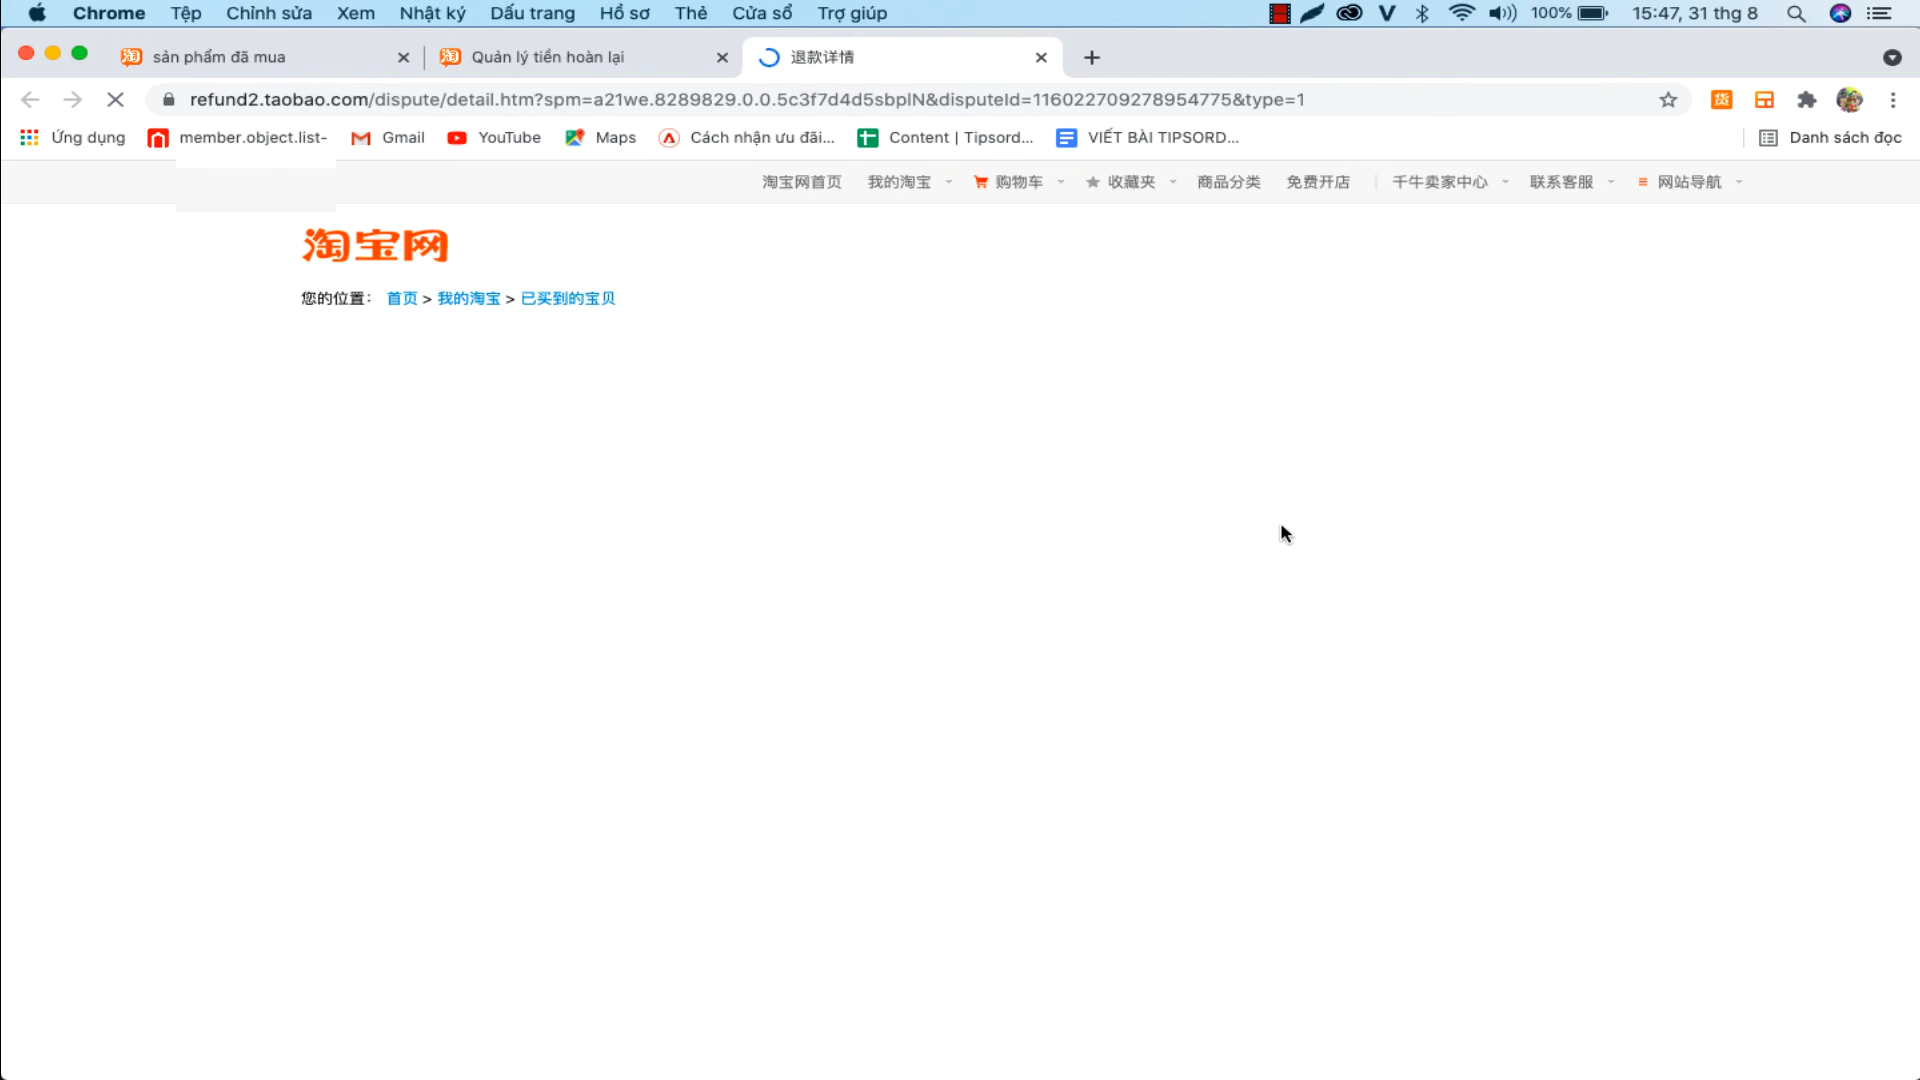 Chrome Tệp Chỉnh sửa Xem Nhật ký Dấu trang Hồ sơ Thẻ Cửa sổ Trợ giúp 100% 15:47, 31 thg 8
sản phẩm đã mua Quản lý tiền hoàn lại 退款详情
refund2.taobao.com/dispute/detail.htm?spm=a21we.8289829.0.0.5c3f7d4d5sbplN&disputeId=116022709278954775&type=1
Ứng dụng member.object.list- Gmail YouTube Maps Cách nhận ưu đãi... Content | Tipsord... VIẾT BÀI TIPSORD... Danh sách đọc
淘宝网首页 我的淘宝 购物车 收藏夹 商品分类 免费开店 千牛卖家中心 联系客服 网站导航
淘宝网
您的位置： 首页 > 我的淘宝 > 已买到的宝贝